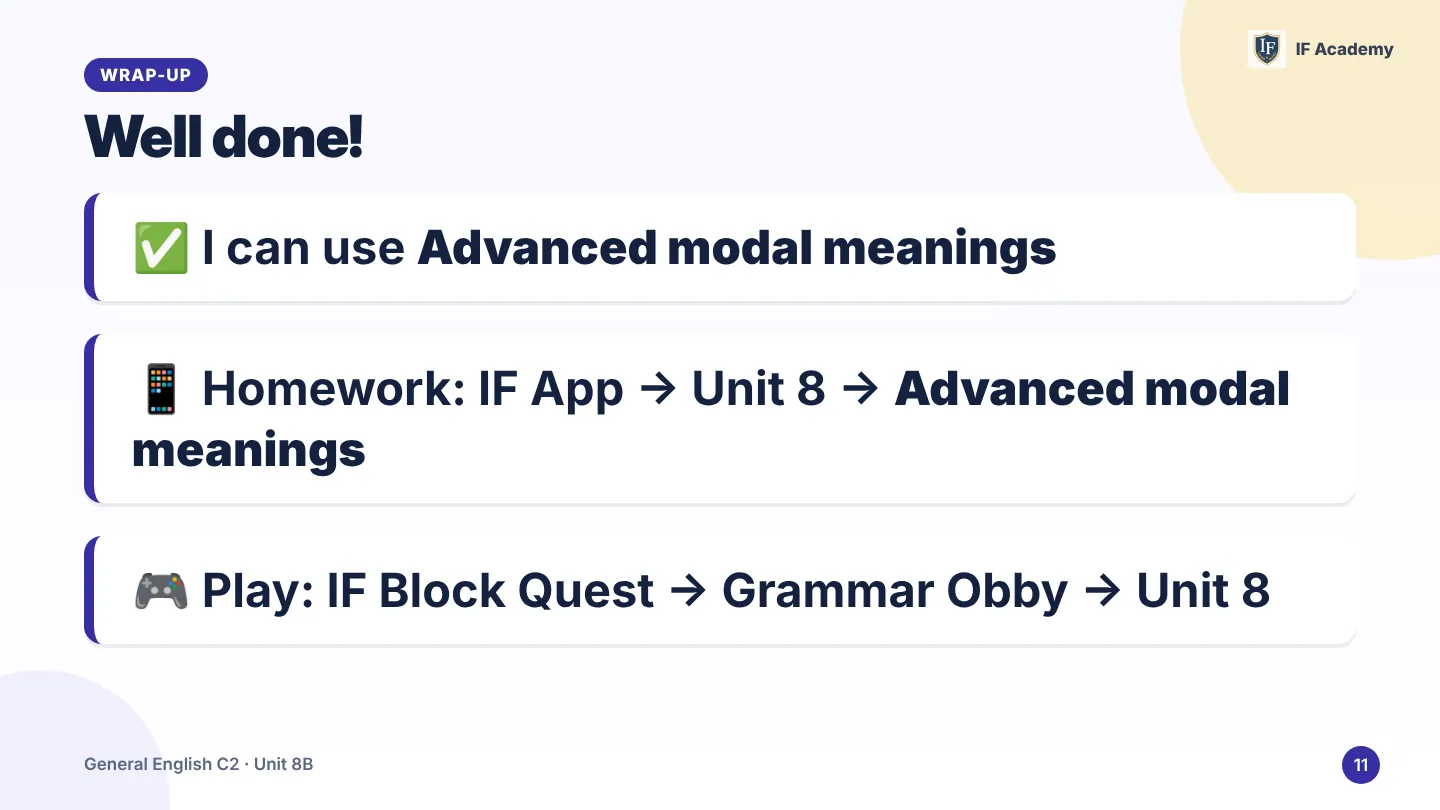 IF Academy
WRAP-UP
Well done!
✅ I can use Advanced modal meanings
📱 Homework: IF App → Unit 8 → Advanced modal
meanings
🎮 Play: IF Block Quest → Grammar Obby → Unit 8
General English C2 · Unit 8B
11